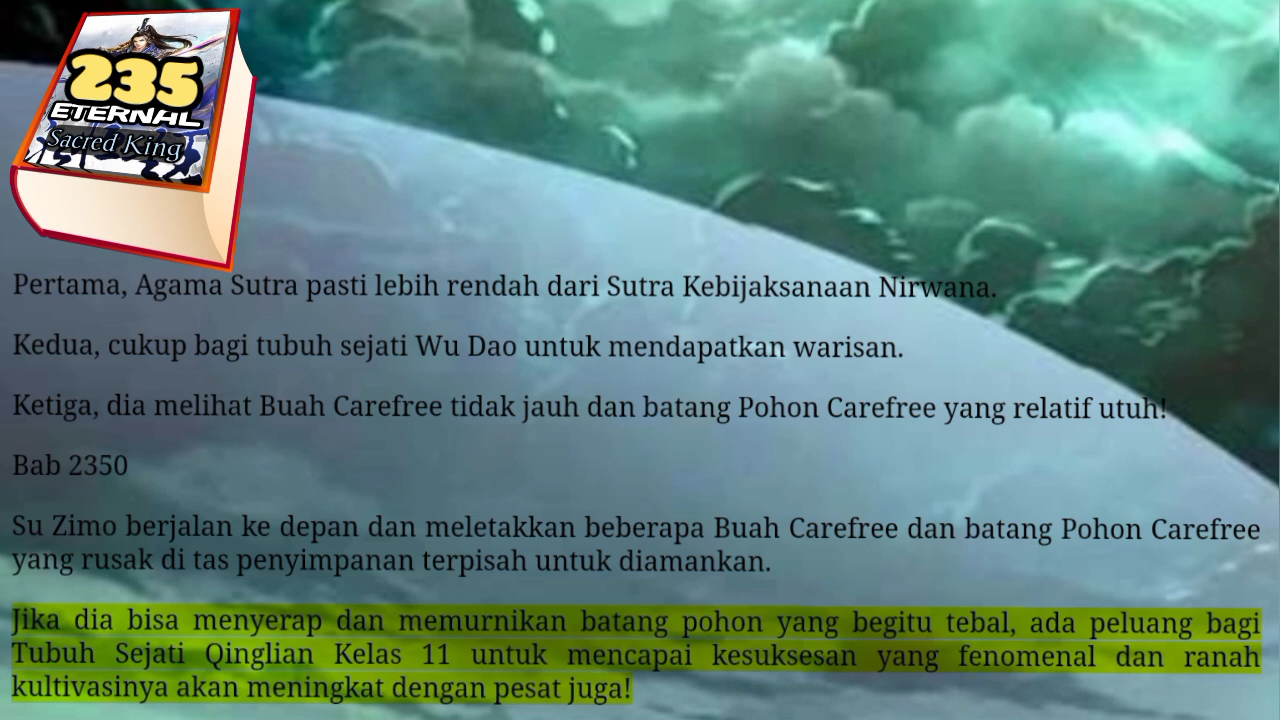 235
ETERNAL
Sacred King
Pertama, Agama Sutra pasti lebih rendah dari Sutra Kebijaksanaan Nirwana.
Kedua, cukup bagi tubuh sejati Wu Dao untuk mendapatkan warisan.
Ketiga, dia melihat Buah Carefree tidak jauh dan batang Pohon Carefree yang relatif utuh!
Bab 2350
Su Zimo berjalan ke depan dan meletakkan beberapa Buah Carefree dan batang Pohon Carefree
yang rusak di tas penyimpanan terpisah untuk diamankan.
Jika dia bisa menyerap dan memurnikan batang pohon yang begitu tebal, ada peluang bagi
Tubuh Sejati Qinglian Kelas 11 untuk mencapai kesuksesan yang fenomenal dan ranah
kultivasinya akan meningkat dengan pesat juga!